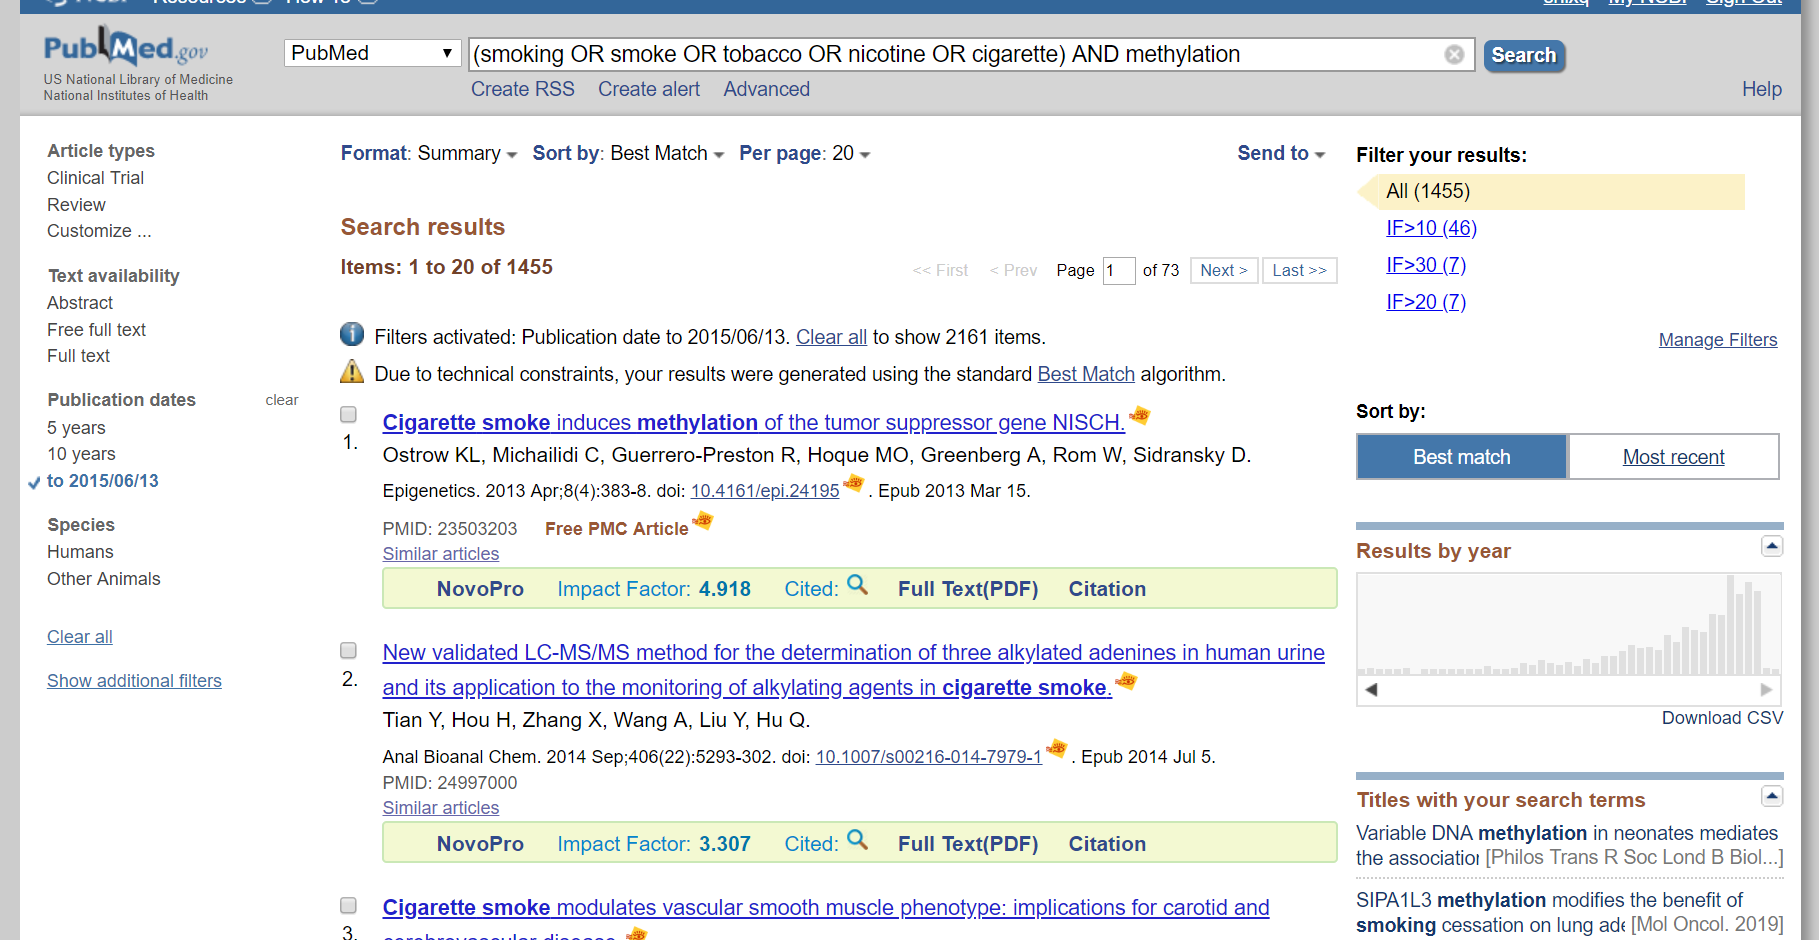 Resources How To
shixq My NCBI Sign Out
PubMed.gov
US National Library of Medicine
National Institutes of Health
PubMed
(smoking OR smoke OR tobacco OR nicotine OR cigarette) AND methylation
Search
Create RSS Create alert Advanced
Help
Article types
Clinical Trial
Review
Customize ...
Text availability
Abstract
Free full text
Full text
Publication dates clear
5 years
10 years
to 2015/06/13
Species
Humans
Other Animals
Clear all
Show additional filters
Format: Summary Sort by: Best Match Per page: 20
Send to
Search results
Items: 1 to 20 of 1455
<< First < Prev Page 1 of 73 Next > Last >>
Filters activated: Publication date to 2015/06/13. Clear all to show 2161 items.
Due to technical constraints, your results were generated using the standard Best Match algorithm.
1. Cigarette smoke induces methylation of the tumor suppressor gene NISCH.
Ostrow KL, Michailidi C, Guerrero-Preston R, Hoque MO, Greenberg A, Rom W, Sidransky D.
Epigenetics. 2013 Apr;8(4):383-8. doi: 10.4161/epi.24195 . Epub 2013 Mar 15.
PMID: 23503203 Free PMC Article
Similar articles
NovoPro Impact Factor: 4.918 Cited: Full Text(PDF) Citation
2. New validated LC-MS/MS method for the determination of three alkylated adenines in human urine
and its application to the monitoring of alkylating agents in cigarette smoke.
Tian Y, Hou H, Zhang X, Wang A, Liu Y, Hu Q.
Anal Bioanal Chem. 2014 Sep;406(22):5293-302. doi: 10.1007/s00216-014-7979-1 . Epub 2014 Jul 5.
PMID: 24997000
Similar articles
NovoPro Impact Factor: 3.307 Cited: Full Text(PDF) Citation
3. Cigarette smoke modulates vascular smooth muscle phenotype: implications for carotid and
cerebrovascular disease.
Filter your results:
All (1455)
IF>10 (46)
IF>30 (7)
IF>20 (7)
Manage Filters
Sort by:
Best match Most recent
Results by year
Download CSV
Titles with your search terms
Variable DNA methylation in neonates mediates
the association [Philos Trans R Soc Lond B Biol...]
SIPA1L3 methylation modifies the benefit of
smoking cessation on lung ade [Mol Oncol. 2019]